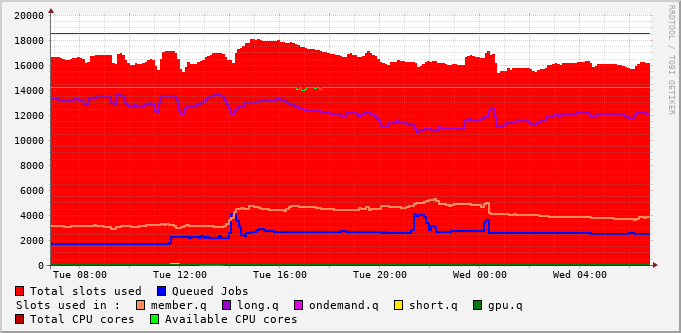 20000
18000
16000
14000
12000
10000
8000
6000
4000
2000
0
Tue 08:00 Tue 12:00 Tue 16:00 Tue 20:00 Wed 00:00 Wed 04:00
Total slots used Queued Jobs
Slots used in : member.q long.q ondemand.q short.q gpu.q
Total CPU cores Available CPU cores
RRDTOOL / TOBI OETIKER